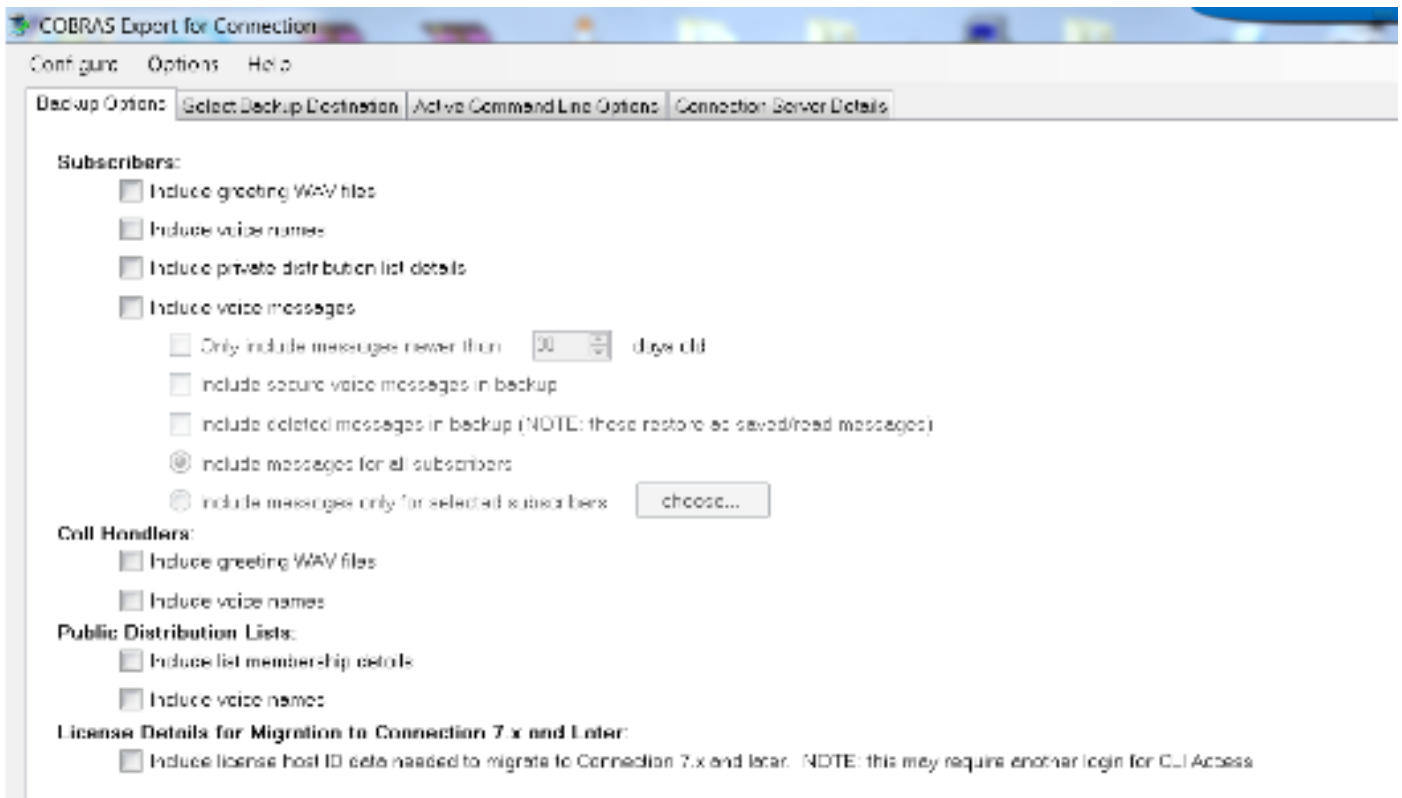 COBRAS Export for Connection
Configure Options Help
Backup Options Select Backup Destination Active Command Line Options Connection Server Details
Subscribers:
Include greeting WAV files
Include voice names
Include private distribution list details
Include voice messages
Only include messages newer than 30 days old
Include secure voice messages in backup
Include deleted messages in backup (NOTE: these restore as saved/read messages)
Include messages for all subscribers
Include messages only for selected subscribers choose...
Call Handlers:
Include greeting WAV files
Include voice names
Public Distribution Lists:
Include list membership details
Include voice names
License Details for Migration to Connection 7.x and Later:
Include license host ID data needed to migrate to Connection 7.x and later. NOTE: this may require another login for CLI Access